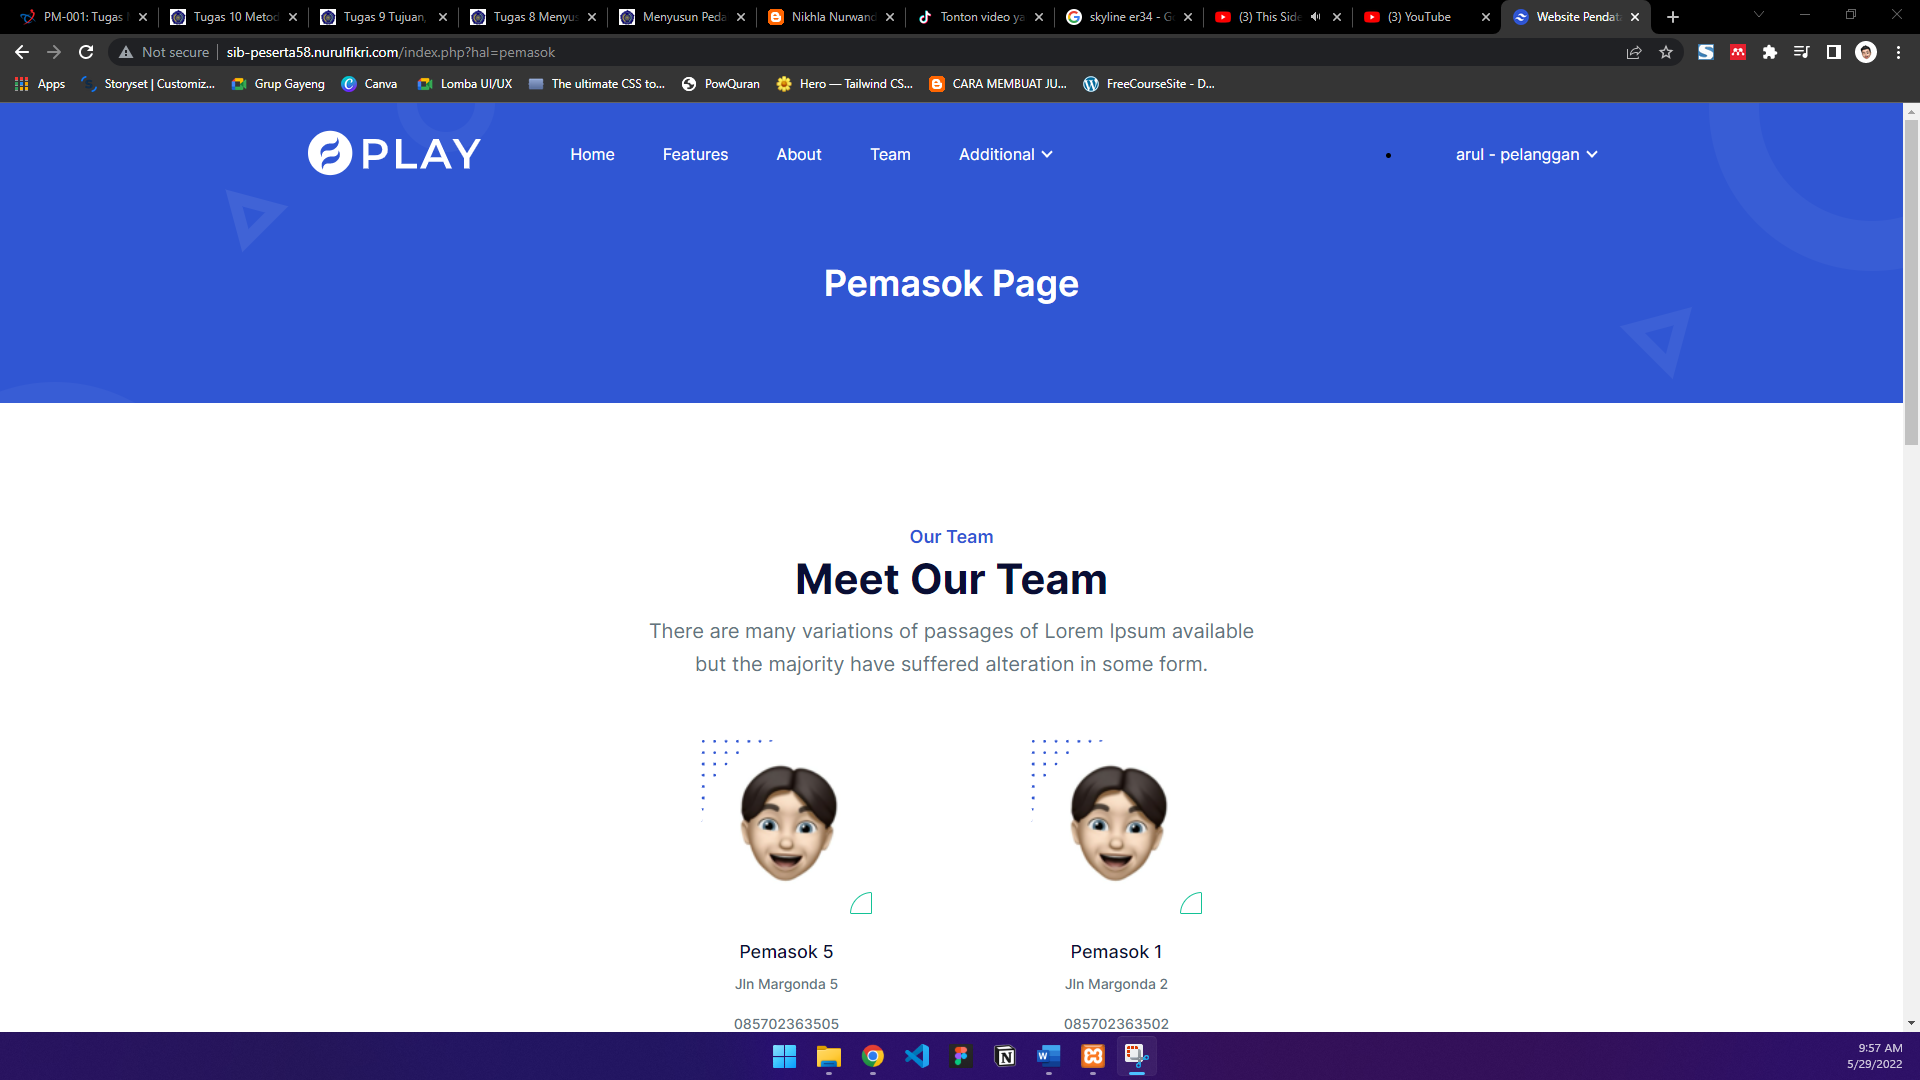 PM-001: Tugas
Tugas 10 Metod
Tugas 9 Tujuan,
Tugas 8 Menyus
Menyusun Peda
Nikhla Nurwand
Tonton video ya
skyline er34 - G
(3) This Side
(3) YouTube
Website Pendata
Not secure
sib-peserta58.nurulfikri.com/index.php?hal=pemasok
Apps
Storyset | Customiz...
Grup Gayeng
Canva
Lomba UI/UX
The ultimate CSS to...
PowQuran
Hero — Tailwind CS...
CARA MEMBUAT JU...
FreeCourseSite - D...
PLAY
Home
Features
About
Team
Additional
arul - pelanggan
Pemasok Page
Our Team
Meet Our Team
There are many variations of passages of Lorem Ipsum available
but the majority have suffered alteration in some form.
Pemasok 5
Jln Margonda 5
085702363505
Pemasok 1
Jln Margonda 2
085702363502
9:57 AM
5/29/2022